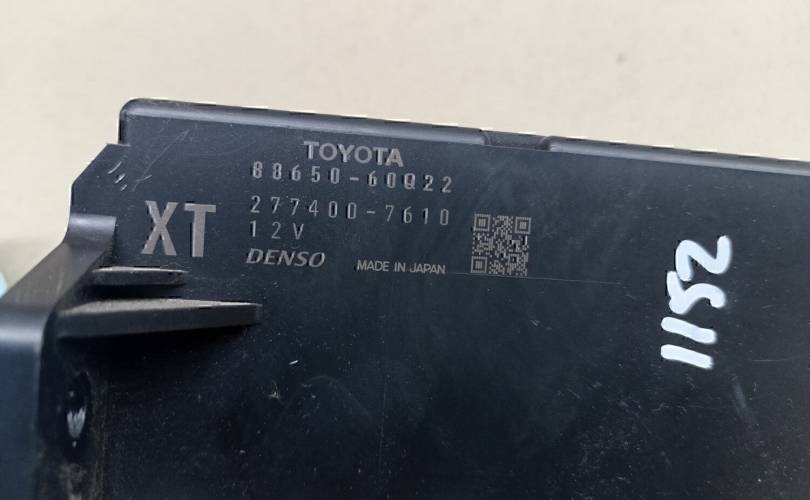 TOYOTA
88650-60Q22
XT
277400-7610
12V
DENSO
MADE IN JAPAN
1152